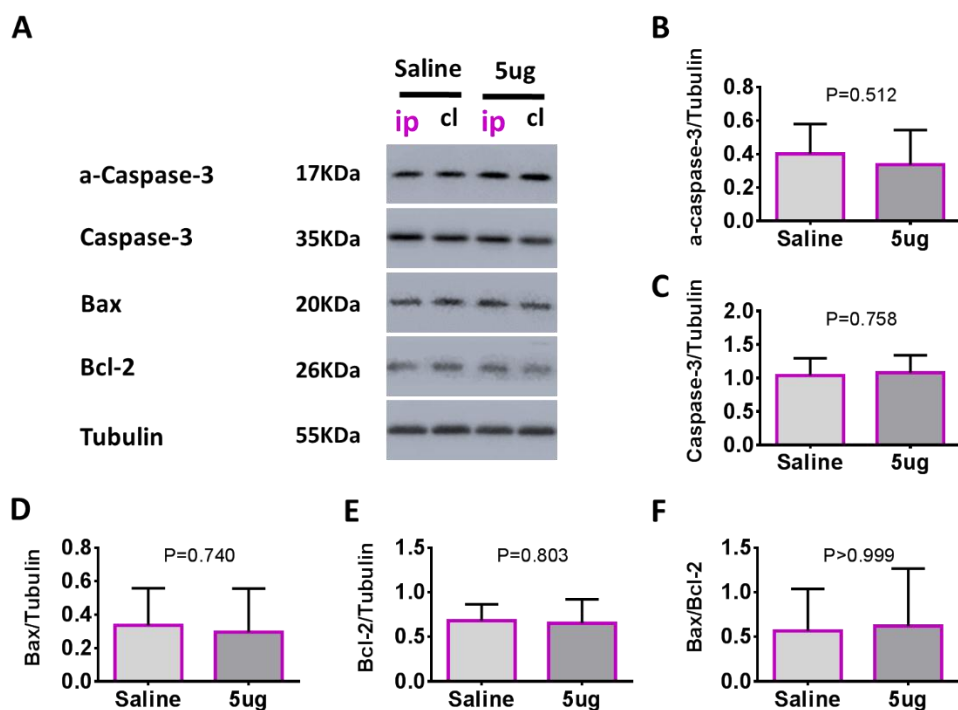 A
Saline 5ug
ip cl ip cl
a-Caspase-3 17KDa
Caspase-3 35KDa
Bax 20KDa
Bcl-2 26KDa
Tubulin 55KDa
B
P=0.512
a-caspase-3/Tubulin
0.8
0.6
0.4
0.2
0.0
Saline 5ug
C
P=0.758
Caspase-3/Tubulin
2.0
1.5
1.0
0.5
0.0
Saline 5ug
D
P=0.740
Bax/Tubulin
0.8
0.6
0.4
0.2
0.0
Saline 5ug
E
P=0.803
Bcl-2/Tubulin
1.5
1.0
0.5
0.0
Saline 5ug
F
P>0.999
Bax/Bcl-2
1.5
1.0
0.5
0.0
Saline 5ug